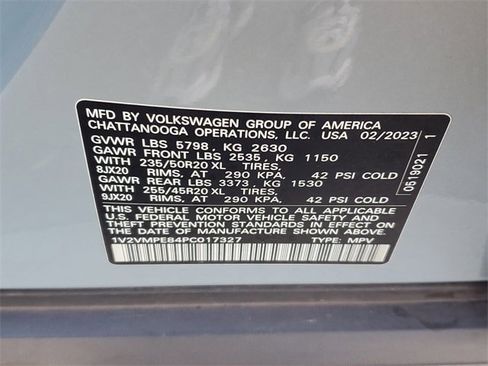 MFD BY VOLKSWAGEN GROUP OF AMERICA
CHATTANOOGA OPERATIONS, LLC. USA 02/2023
GVWR LBS 5798, KG 2630
GAWR FRONT LBS 2535, KG 1150
WITH 235/50R20 XL TIRES,
8JX20 RIMS, AT 290 KPA, 42 PSI COLD
GAWR REAR LBS 3373, KG 1530
WITH 255/45R20 XL TIRES,
9JX20 RIMS, AT 290 KPA, 42 PSI COLD
THIS VEHICLE CONFORMS TO ALL APPLICABLE
U.S. FEDERAL MOTOR VEHICLE SAFETY AND
THEFT PREVENTION STANDARDS IN EFFECT ON
THE DATE OF MANUFACTURE SHOWN ABOVE.
1V2VMPE84PC017327 TYPE: MPV
0619021 1